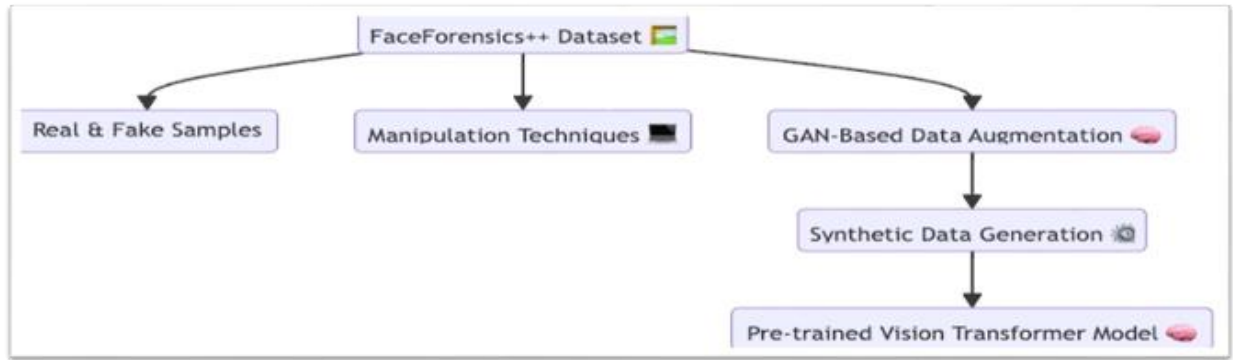 FaceForensics++ Dataset
Real & Fake Samples
Manipulation Techniques
GAN-Based Data Augmentation
Synthetic Data Generation
Pre-trained Vision Transformer Model